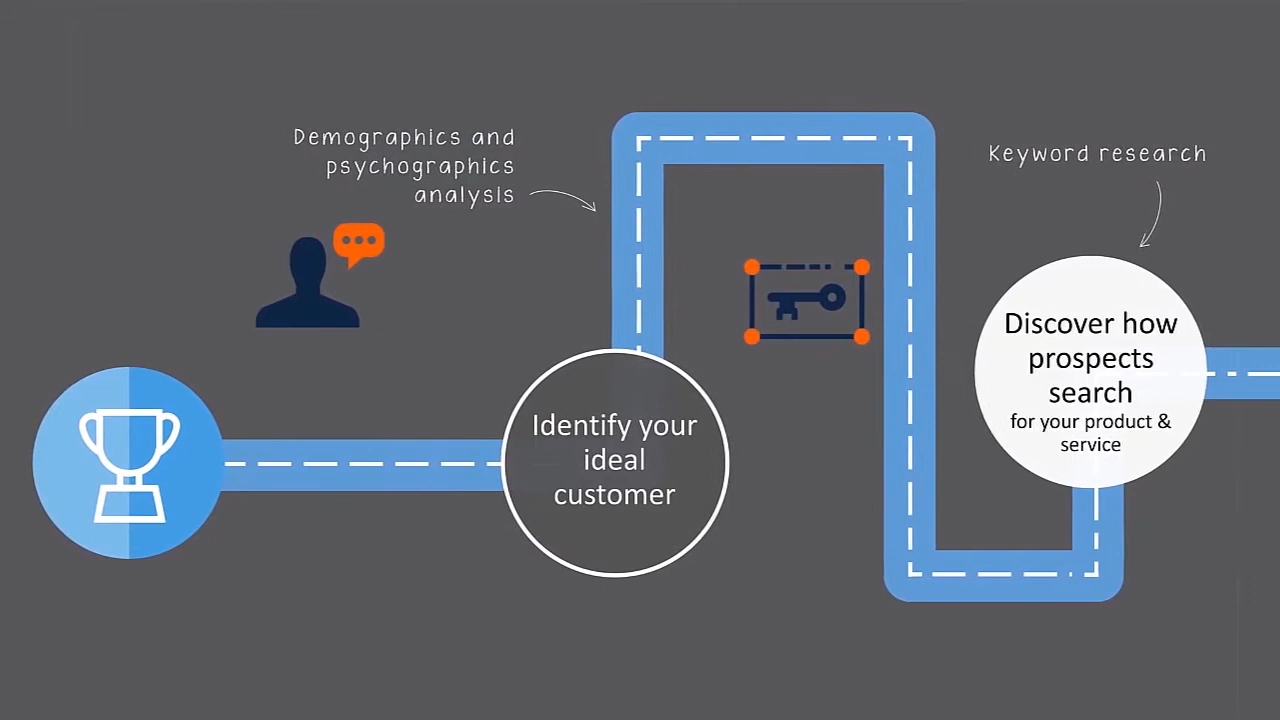 Demographics and
psychographics
analysis
Identify your
ideal
customer
Keyword research
Discover how
prospects
search
for your product &
service